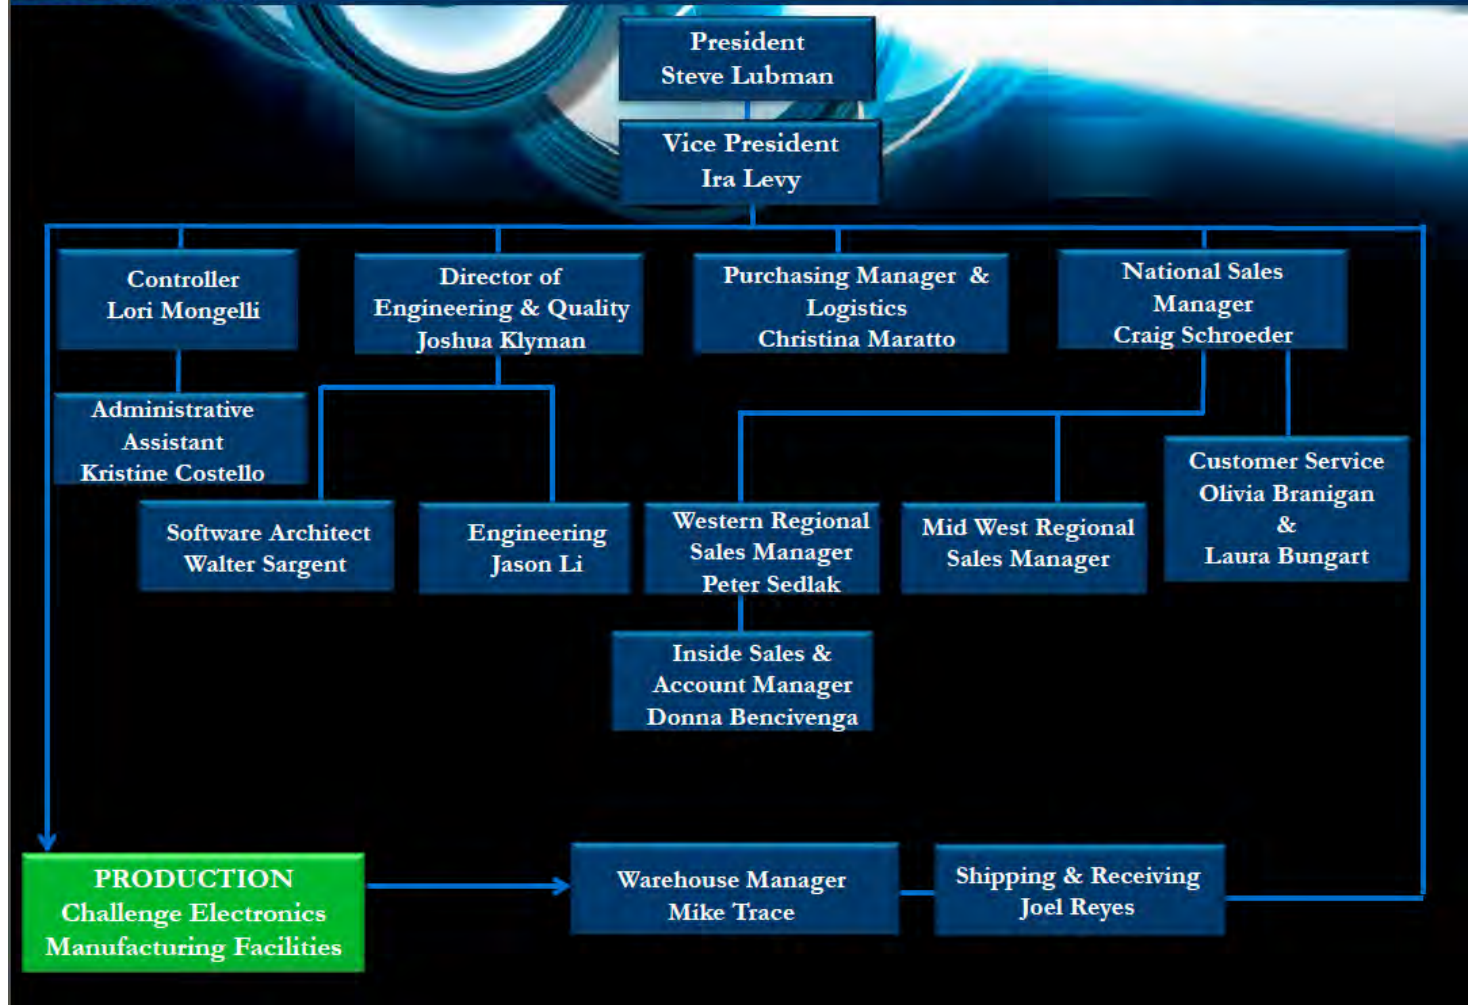 President
Steve Lubman
Vice President
Ira Levy
Controller
Lori Mongelli
Director of
Engineering & Quality
Joshua Klyman
Purchasing Manager &
Logistics
Christina Maratto
National Sales
Manager
Craig Schroeder
Administrative
Assistant
Kristine Costello
Software Architect
Walter Sargent
Engineering
Jason Li
Western Regional
Sales Manager
Peter Sedlak
Mid West Regional
Sales Manager
Customer Service
Olivia Branigan
&
Laura Bungart
Inside Sales &
Account Manager
Donna Bencivenga
PRODUCTION
Challenge Electronics
Manufacturing Facilities
Warehouse Manager
Mike Trace
Shipping & Receiving
Joel Reyes